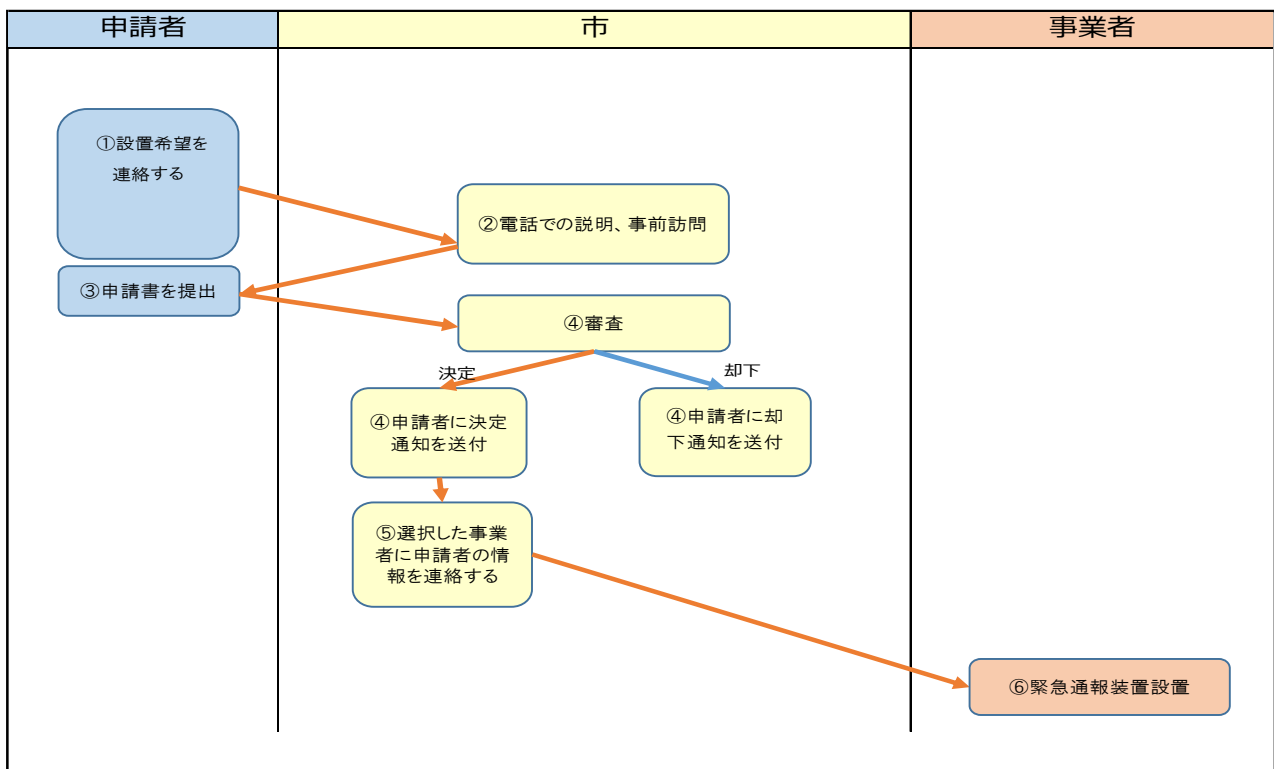 申請者
市
事業者
①設置希望を
連絡する
②電話での説明、事前訪問
③申請書を提出
④審査
決定
却下
④申請者に決定
通知を送付
④申請者に却
下通知を送付
⑤選択した事業
者に申請者の情
報を連絡する
⑥緊急通報装置設置